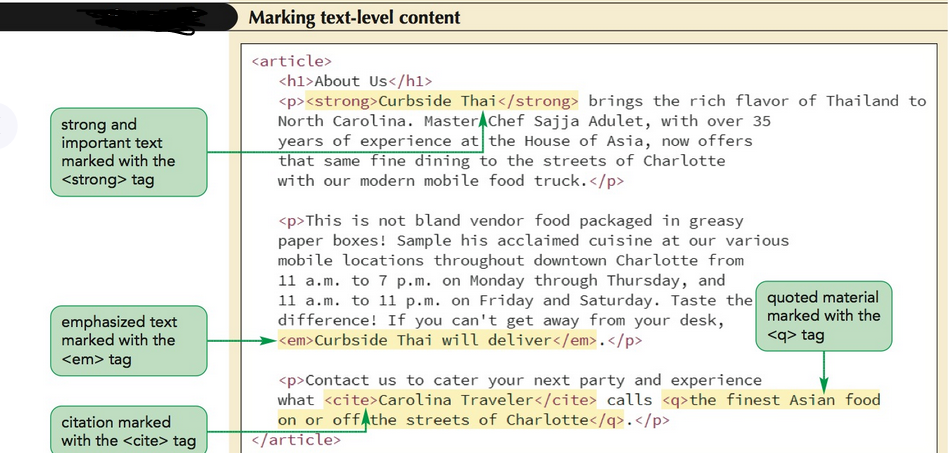 Marking text-level content
<article>
<h1>About Us</h1>
<p><strong>Curbside Thai</strong> brings the rich flavor of Thailand to
North Carolina. Master Chef Sajja Adulet, with over 35
years of experience at the House of Asia, now offers
that same fine dining to the streets of Charlotte
with our modern mobile food truck.</p>
strong and
important text
marked with the
<strong> tag
<p>This is not bland vendor food packaged in greasy
paper boxes! Sample his acclaimed cuisine at our various
mobile locations throughout downtown Charlotte from
11 a.m. to 7 p.m. on Monday through Thursday, and
11 a.m. to 11 p.m. on Friday and Saturday. Taste the
difference! If you can't get away from your desk,
<em>Curbside Thai will deliver</em>.</p>
emphasized text
marked with the
<em> tag
quoted material
marked with the
<q> tag
<p>Contact us to cater your next party and experience
what <cite>Carolina Traveler</cite> calls <q>the finest Asian food
on or off the streets of Charlotte</q>.</p>
</article>
citation marked
with the <cite> tag